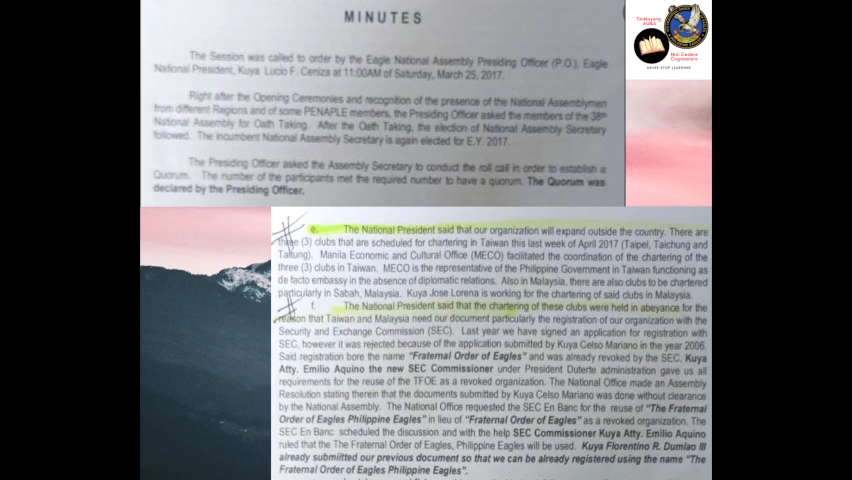 MINUTES
Talakayang
AGILA
Noli Cedere
Cognoscere
NEVER STOP LEARNING
The Session was called to order by the Eagle National Assembly Presiding Officer (P.O.), Eagle
National President, Kuya Lucio F. Ceniza at 11:00AM of Saturday, March 25, 2017.
Right after the Opening Ceremonies and recognition of the presence of the National Assemblymen
from different Regions and of some PENAPLE members, the Presiding Officer asked the members of the 38th
National Assembly for Oath Taking. After the Oath Taking, the election of National Assembly Secretary
followed. The incumbent National Assembly Secretary is again elected for E.Y. 2017.
The Presiding Officer asked the Assembly Secretary to conduct the roll call in order to establish a
Quorum. The number of the participants met the required number to have a quorum. The Quorum was
declared by the Presiding Officer.
e. The National President said that our organization will expand outside the country. There are
three (3) clubs that are scheduled for chartering in Taiwan this last week of April 2017 (Taipei, Taichung and
Taitung). Manila Economic and Cultural Office (MECO) facilitated the coordination of the chartering of the
three (3) clubs in Taiwan. MECO is the representative of the Philippine Government in Taiwan functioning as
de facto embassy in the absence of diplomatic relations. Also in Malaysia, there are also clubs to be chartered
particularly in Sabah, Malaysia. Kuya Jose Lorena is working for the chartering of said clubs in Malaysia.
f. The National President said that the chartering of these clubs were held in abeyance for the
reason that Taiwan and Malaysia need our document particularly the registration of our organization with the
Security and Exchange Commission (SEC). Last year we have signed an application for registration with
SEC, however it was rejected because of the application submitted by Kuya Celso Mariano in the year 2006.
Said registration bore the name "Fraternal Order of Eagles" and was already revoked by the SEC. Kuya
Atty. Emilio Aquino the new SEC Commissioner under President Duterte administration gave us all
requirements for the reuse of the TFOE as a revoked organization. The National Office made an Assembly
Resolution stating therein that the documents submitted by Kuya Celso Mariano was done without clearance
by the National Assembly. The National Office requested the SEC En Banc for the reuse of "The Fraternal
Order of Eagles Philippine Eagles" in lieu of "Fraternal Order of Eagles" as a revoked organization. The
SEC En Banc scheduled the discussion and with the help SEC Commissioner Kuya Atty. Emilio Aquino
ruled that the The Fraternal Order of Eagles, Philippine Eagles will be used. Kuya Florentino R. Dumlao III
already submiitted our previous document so that we can be already registered using the name "The
Fraternal Order of Eagles Philippine Eagles".